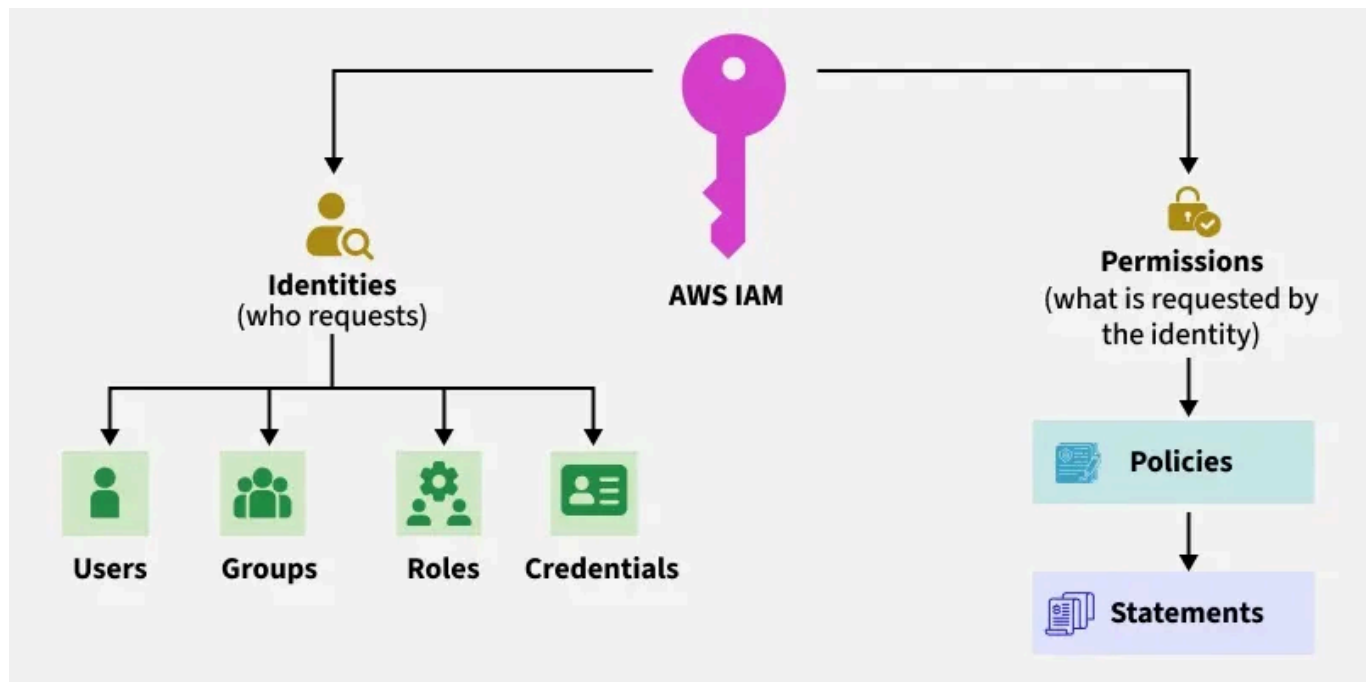 AWS IAM
Identities
(who requests)
Users
Groups
Roles
Credentials
Permissions
(what is requested by
the identity)
Policies
Statements